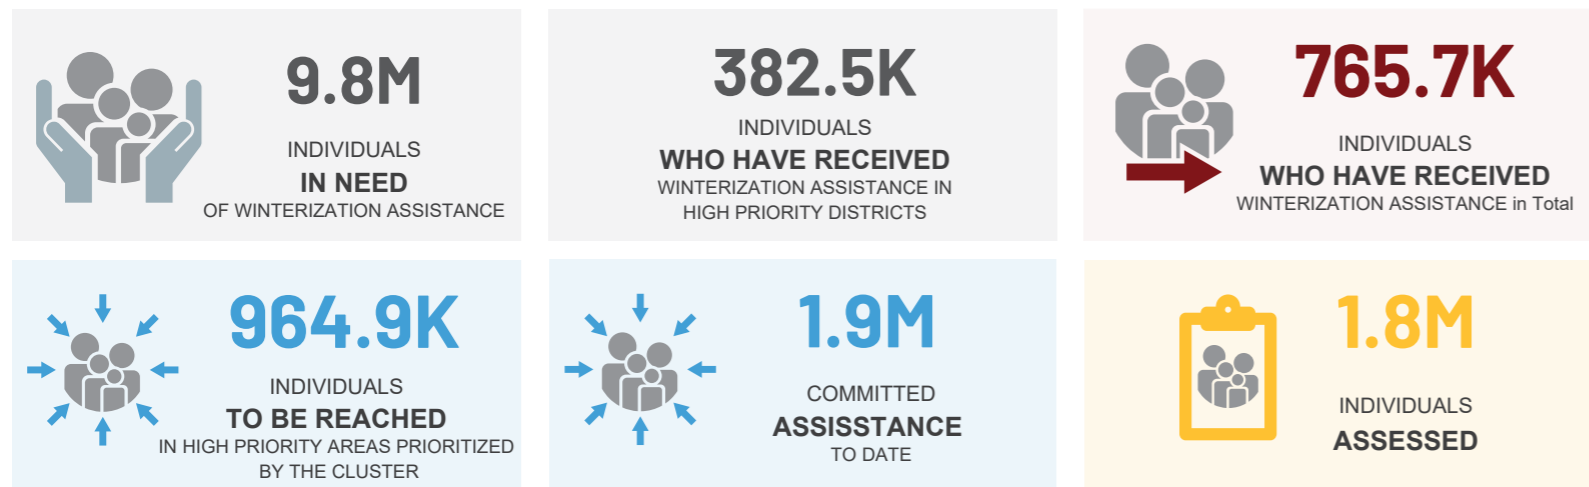 9.8M
INDIVIDUALS
IN NEED
OF WINTERIZATION ASSISTANCE
382.5K
INDIVIDUALS
WHO HAVE RECEIVED
WINTERIZATION ASSISTANCE IN
HIGH PRIORITY DISTRICTS
765.7K
INDIVIDUALS
WHO HAVE RECEIVED
WINTERIZATION ASSISTANCE in Total
964.9K
INDIVIDUALS
TO BE REACHED
IN HIGH PRIORITY AREAS PRIORITIZED
BY THE CLUSTER
1.9M
COMMITTED
ASSISSTANCE
TO DATE
1.8M
INDIVIDUALS
ASSESSED